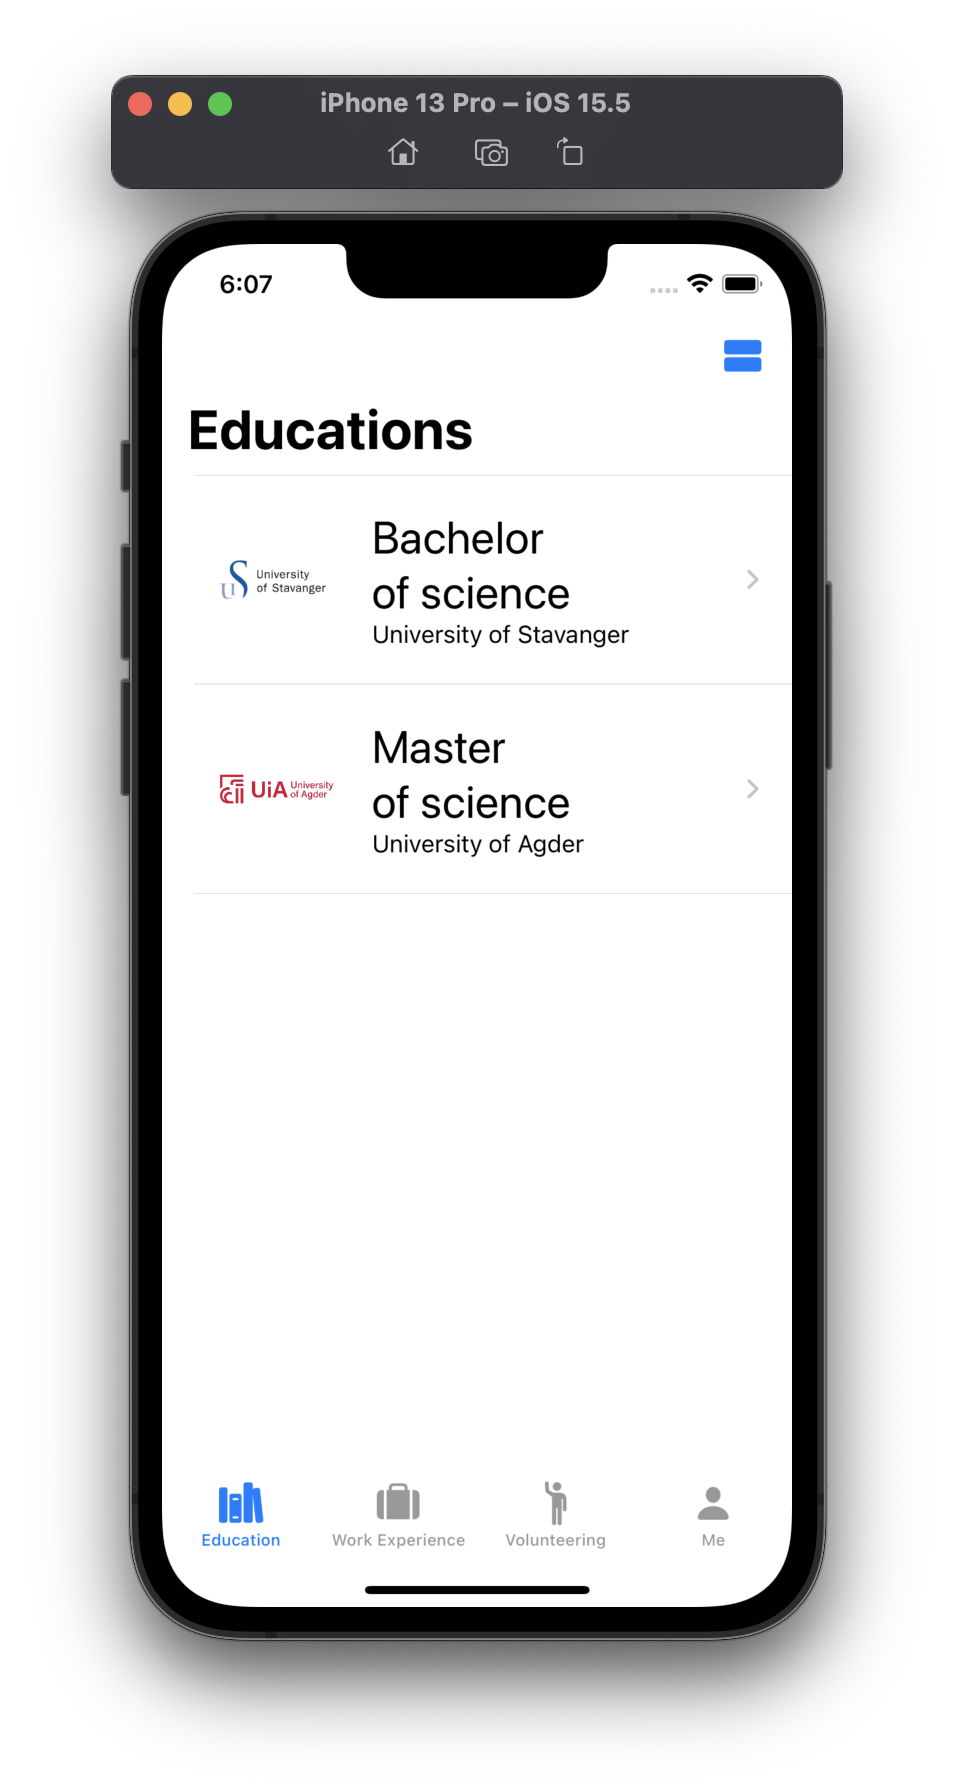 iPhone 13 Pro – iOS 15.5
6:07
Educations
University
of Stavanger
Bachelor
of science
University of Stavanger
UiA University
of Agder
Master
of science
University of Agder
Education
Work Experience
Volunteering
Me